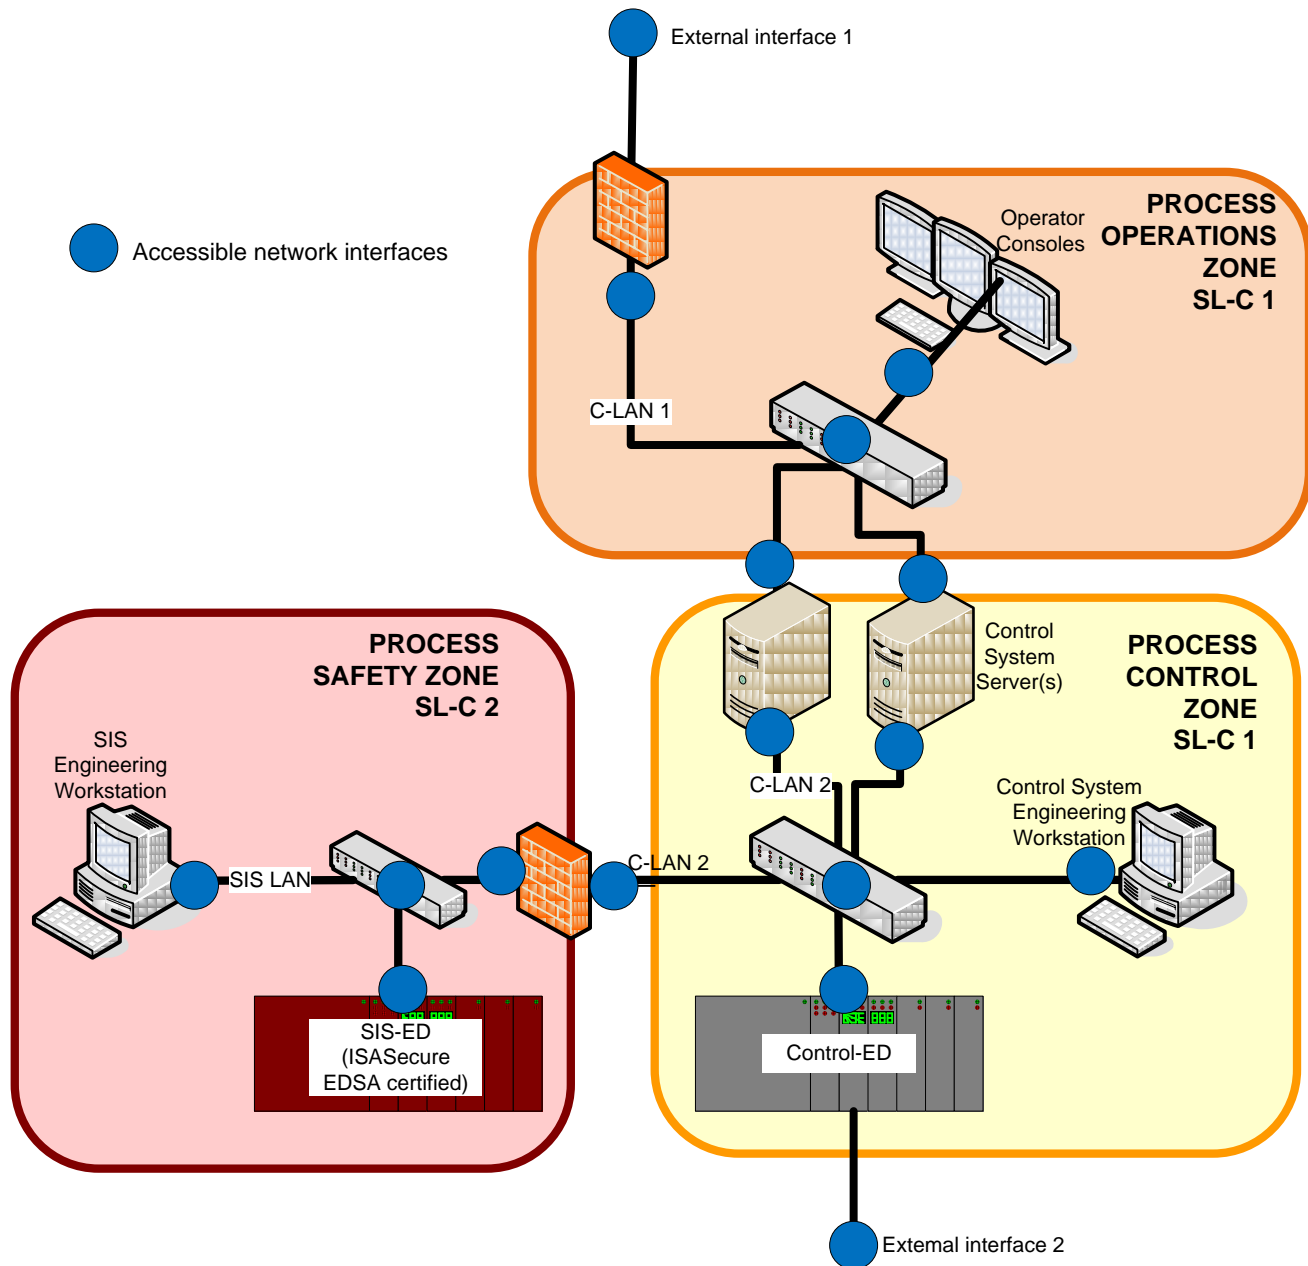 External interface 1
Accessible network interfaces
Operator
Consoles
PROCESS
OPERATIONS
ZONE
SL-C 1
C-LAN 1
PROCESS
SAFETY ZONE
SL-C 2
Control
System
Server(s)
PROCESS
CONTROL
ZONE
SL-C 1
SIS
Engineering
Workstation
C-LAN 2
Control System
Engineering
Workstation
SIS LAN
C-LAN 2
SIS-ED
(ISASecure
EDSA certified)
Control-ED
External interface 2